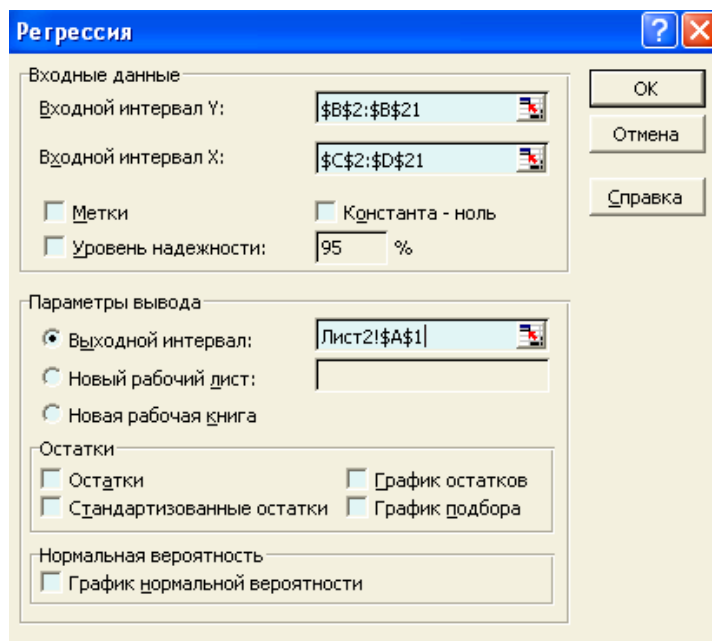 Регрессия
Входные данные
Входной интервал Y: $B$2:$B$21
Входной интервал X: $C$2:$D$21
Метки Константа - ноль
Уровень надежности: 95 %
OK
Отмена
Справка
Параметры вывода
Выходной интервал: Лист2!$A$1
Новый рабочий лист:
Новая рабочая книга
Остатки
Остатки График остатков
Стандартизованные остатки График подбора
Нормальная вероятность
График нормальной вероятности